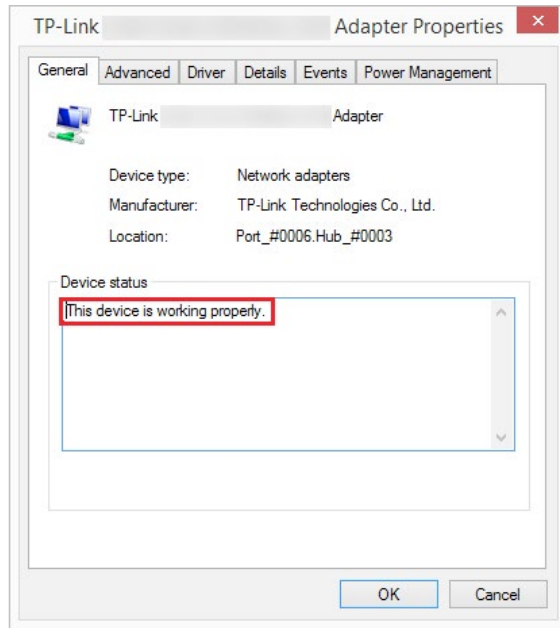 TP-Link Adapter Properties
General Advanced Driver Details Events Power Management
TP-Link Adapter
Device type: Network adapters
Manufacturer: TP-Link Technologies Co., Ltd.
Location: Port_#0006.Hub_#0003
Device status
This device is working properly.
OK Cancel